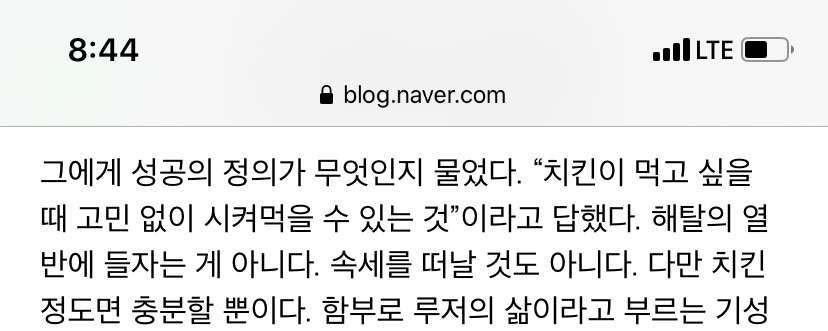 8:44 LTE
blog.naver.com
그에게 성공의 정의가 무엇인지 물었다. “치킨이 먹고 싶을
때 고민 없이 시켜먹을 수 있는 것”이라고 답했다. 해탈의 열
반에 들자는 게 아니다. 속세를 떠날 것도 아니다. 다만 치킨
정도면 충분할 뿐이다. 함부로 루저의 삶이라고 부르는 기성